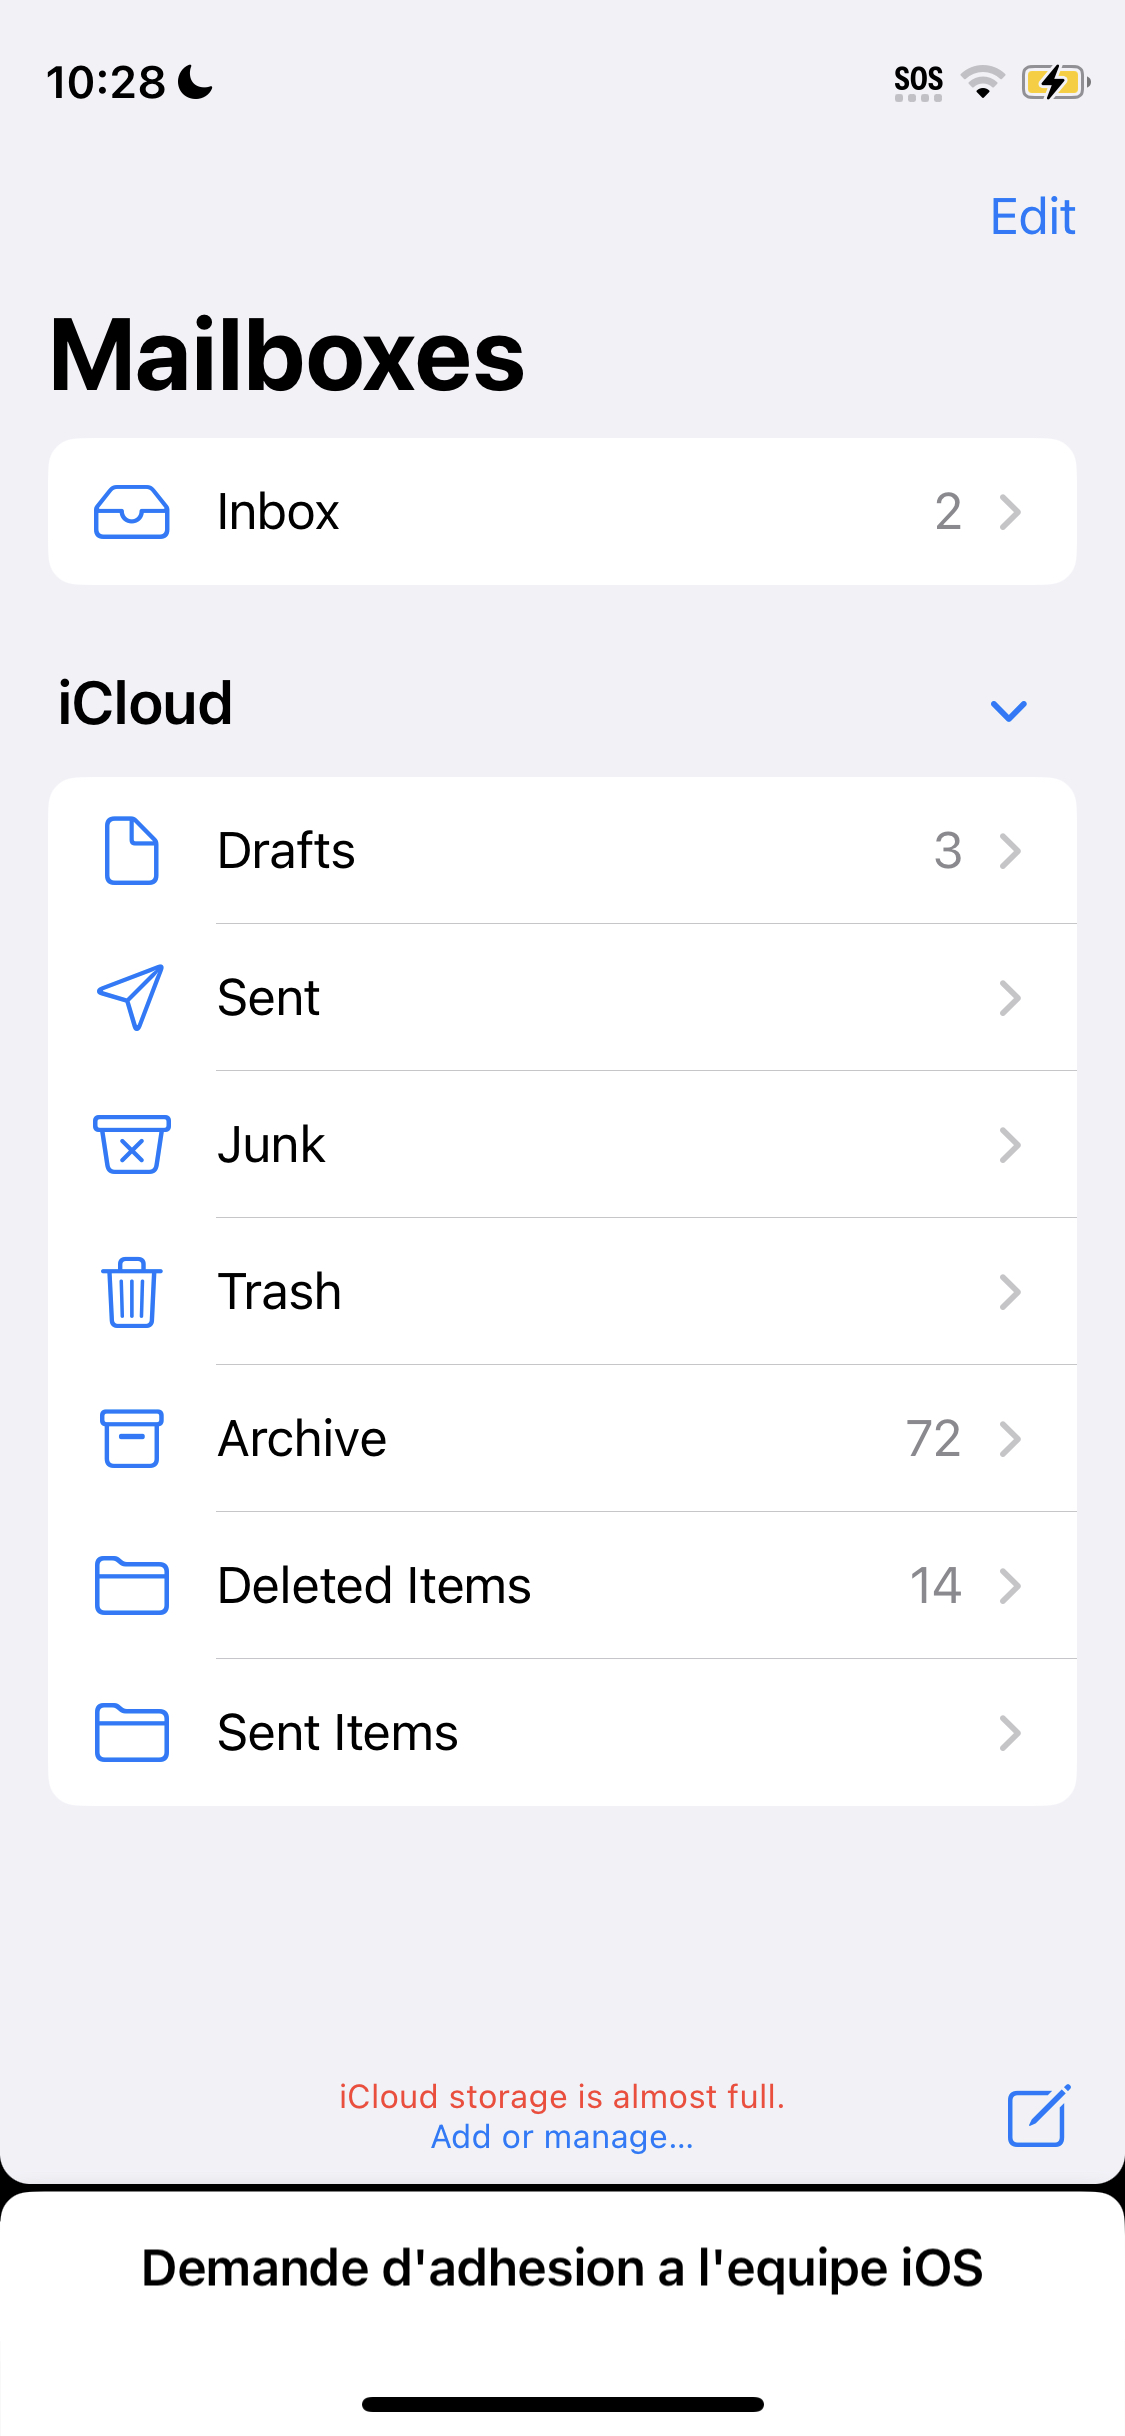 10:28
SOS
Edit
Mailboxes
Inbox 2
iCloud
Drafts 3
Sent
Junk
Trash
Archive 72
Deleted Items 14
Sent Items
iCloud storage is almost full.
Add or manage...
Demande d'adhesion a l'equipe iOS